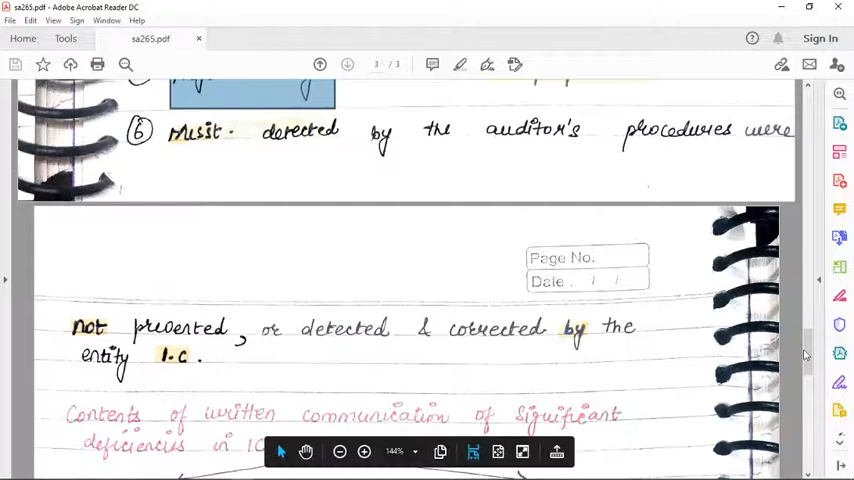 sa265.pdf - Adobe Acrobat Reader DC
File Edit View Sign Window Help
Home Tools sa265.pdf × Sign In
3 / 3
6 Misst. detected by the auditor's procedures were
Page No.
Date. / /
not prevented, or detected & corrected by the
entity I.C.
Contents of written communication of significant
deficiencies in IC
144%